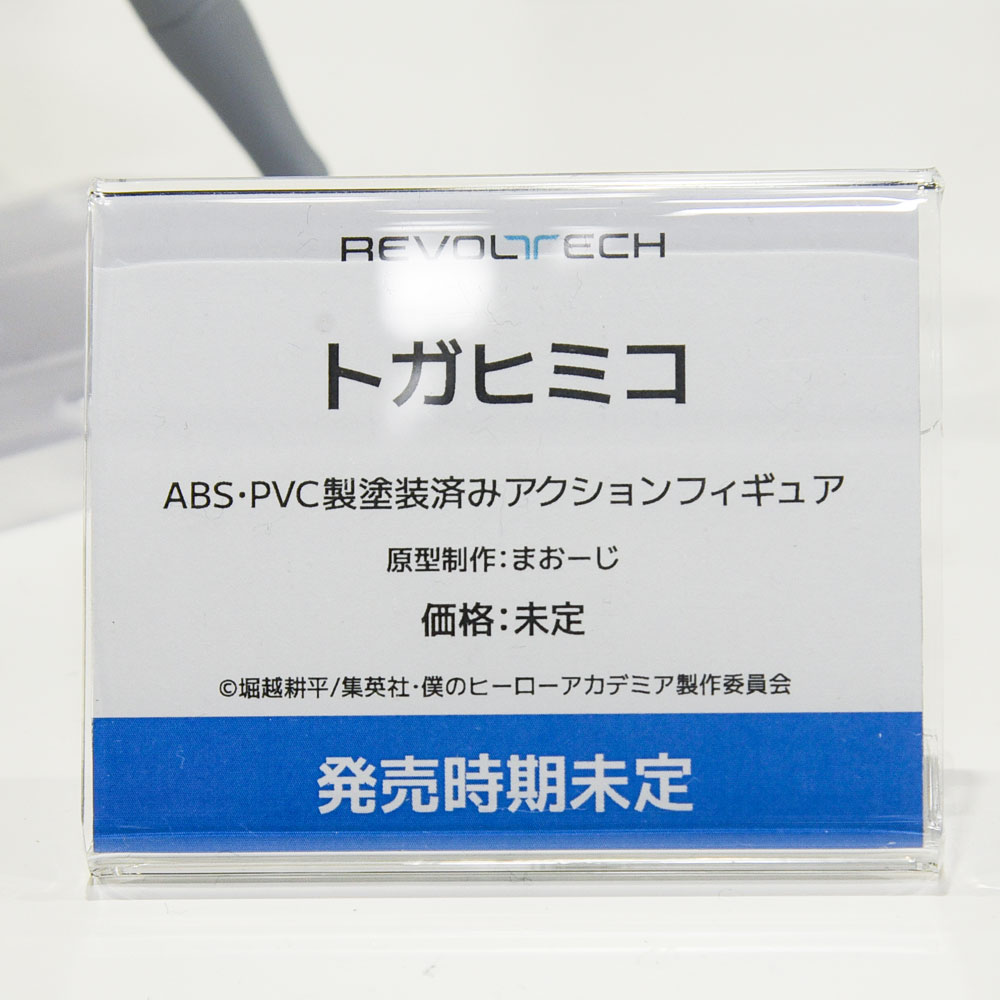 REVOLTECH
トガヒミコ
ABS・PVC製塗装済みアクションフィギュア
原型制作：まおーじ
価格：未定
©堀越耕平/集英社・僕のヒーローアカデミア製作委員会
発売時期未定